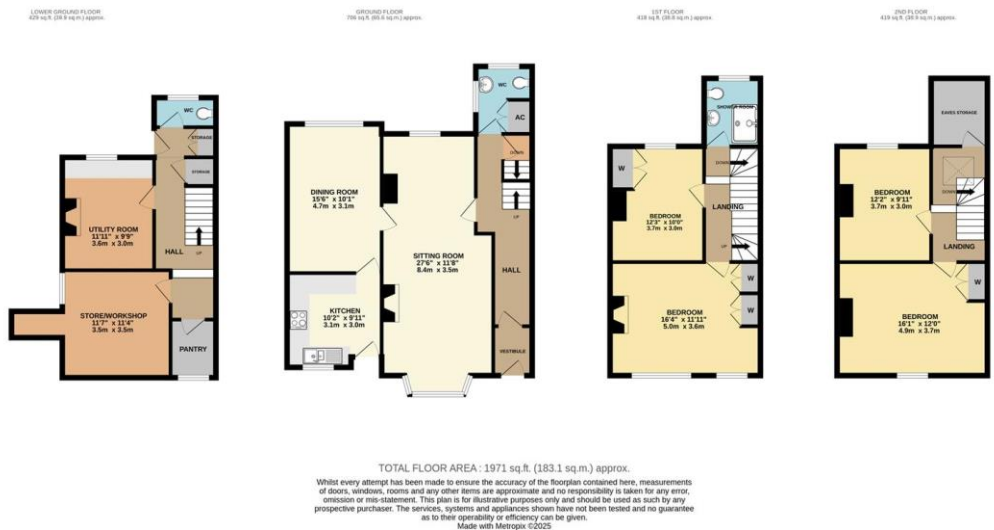 LOWER GROUND FLOOR
GROUND FLOOR
1ST FLOOR
2ND FLOOR
WC
STORAGE
STORAGE
UTILITY ROOM
11'11" x 9'9"
3.6m x 3.0m
HALL
UP
STORE/WORKSHOP
11'7" x 11'4"
3.5m x 3.5m
PANTRY
WC
AC
DOWN
UP
DINING ROOM
15'6" x 10'1"
4.7m x 3.1m
SITTING ROOM
27'6" x 11'8"
8.4m x 3.5m
HALL
KITCHEN
10'2" x 9'11"
3.1m x 3.0m
VESTIBULE
SHOWER ROOM
W
DOWN
BEDROOM
3.7m x 3.0m
LANDING
UP
BEDROOM
16'4" x 11'11"
5.0m x 3.6m
W
W
EAVES STORAGE
BEDROOM
12'2" x 9'11"
3.7m x 3.0m
DOWN
LANDING
BEDROOM
16'1" x 12'0"
4.9m x 3.7m
W
TOTAL FLOOR AREA : 1971 sq.ft. (183.1 sq.m.) approx.
Whilst every attempt has been made to ensure the accuracy of the floorplan contained here, measurements
of doors, windows, rooms and any other items are approximate and no responsibility is taken for any error,
omission or mis-statement. This plan is for illustrative purposes only and should be used as such by any
prospective purchaser. The services, systems and appliances shown have not been tested and no guarantee
as to their operability or efficiency can be given.
Made with Metropix ©2025